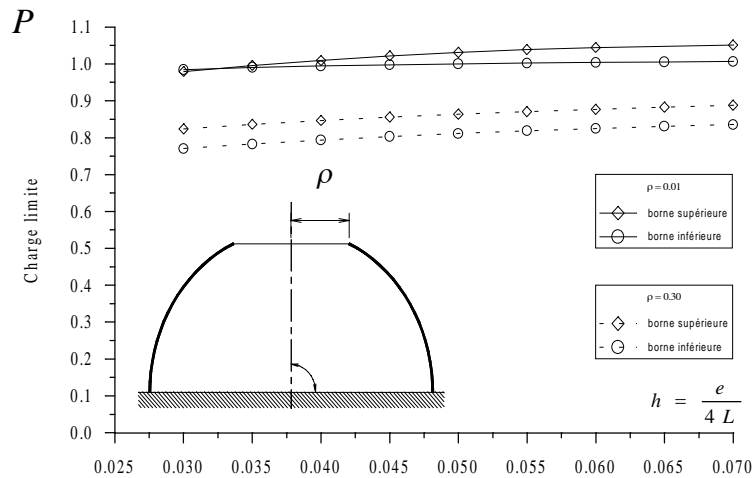 P
Charge limite
1.1
1.0
0.9
0.8
0.7
0.6
0.5
0.4
0.3
0.2
0.1
0.0
ρ
ρ=0.01
borne supérieure
borne inférieure
ρ=0.30
borne supérieure
borne inférieure
h = e / 4 L
0.025 0.030 0.035 0.040 0.045 0.050 0.055 0.060 0.065 0.070